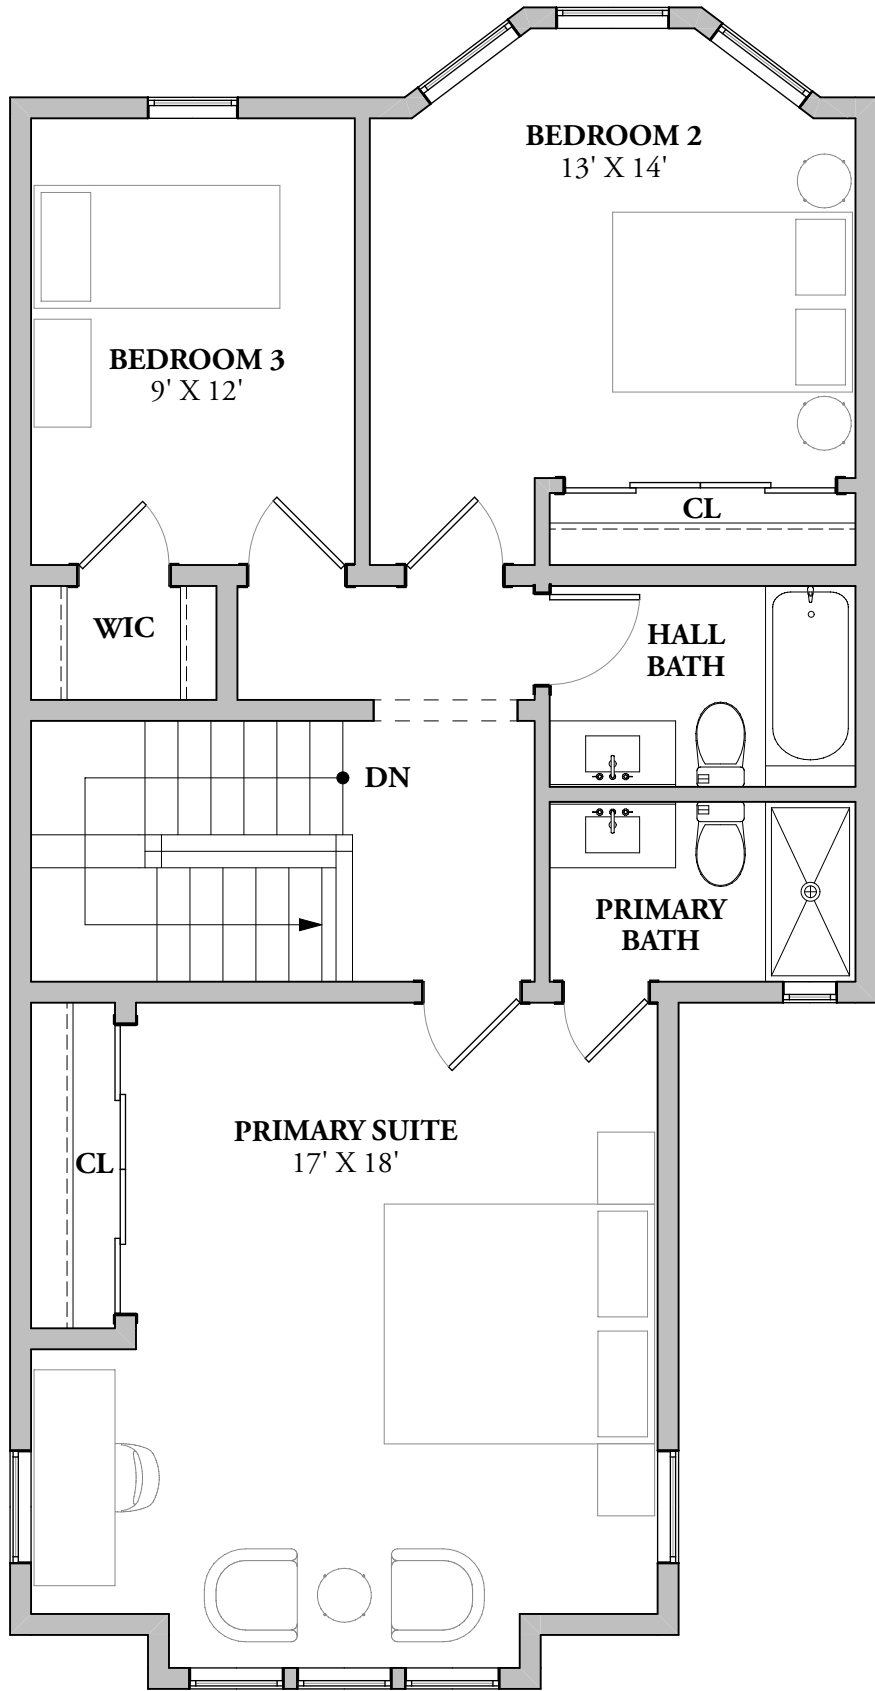 BEDROOM 2
13' X 14'
BEDROOM 3
9' X 12'
CL
WIC
HALL
BATH
DN
PRIMARY
BATH
PRIMARY SUITE
17' X 18'
CL